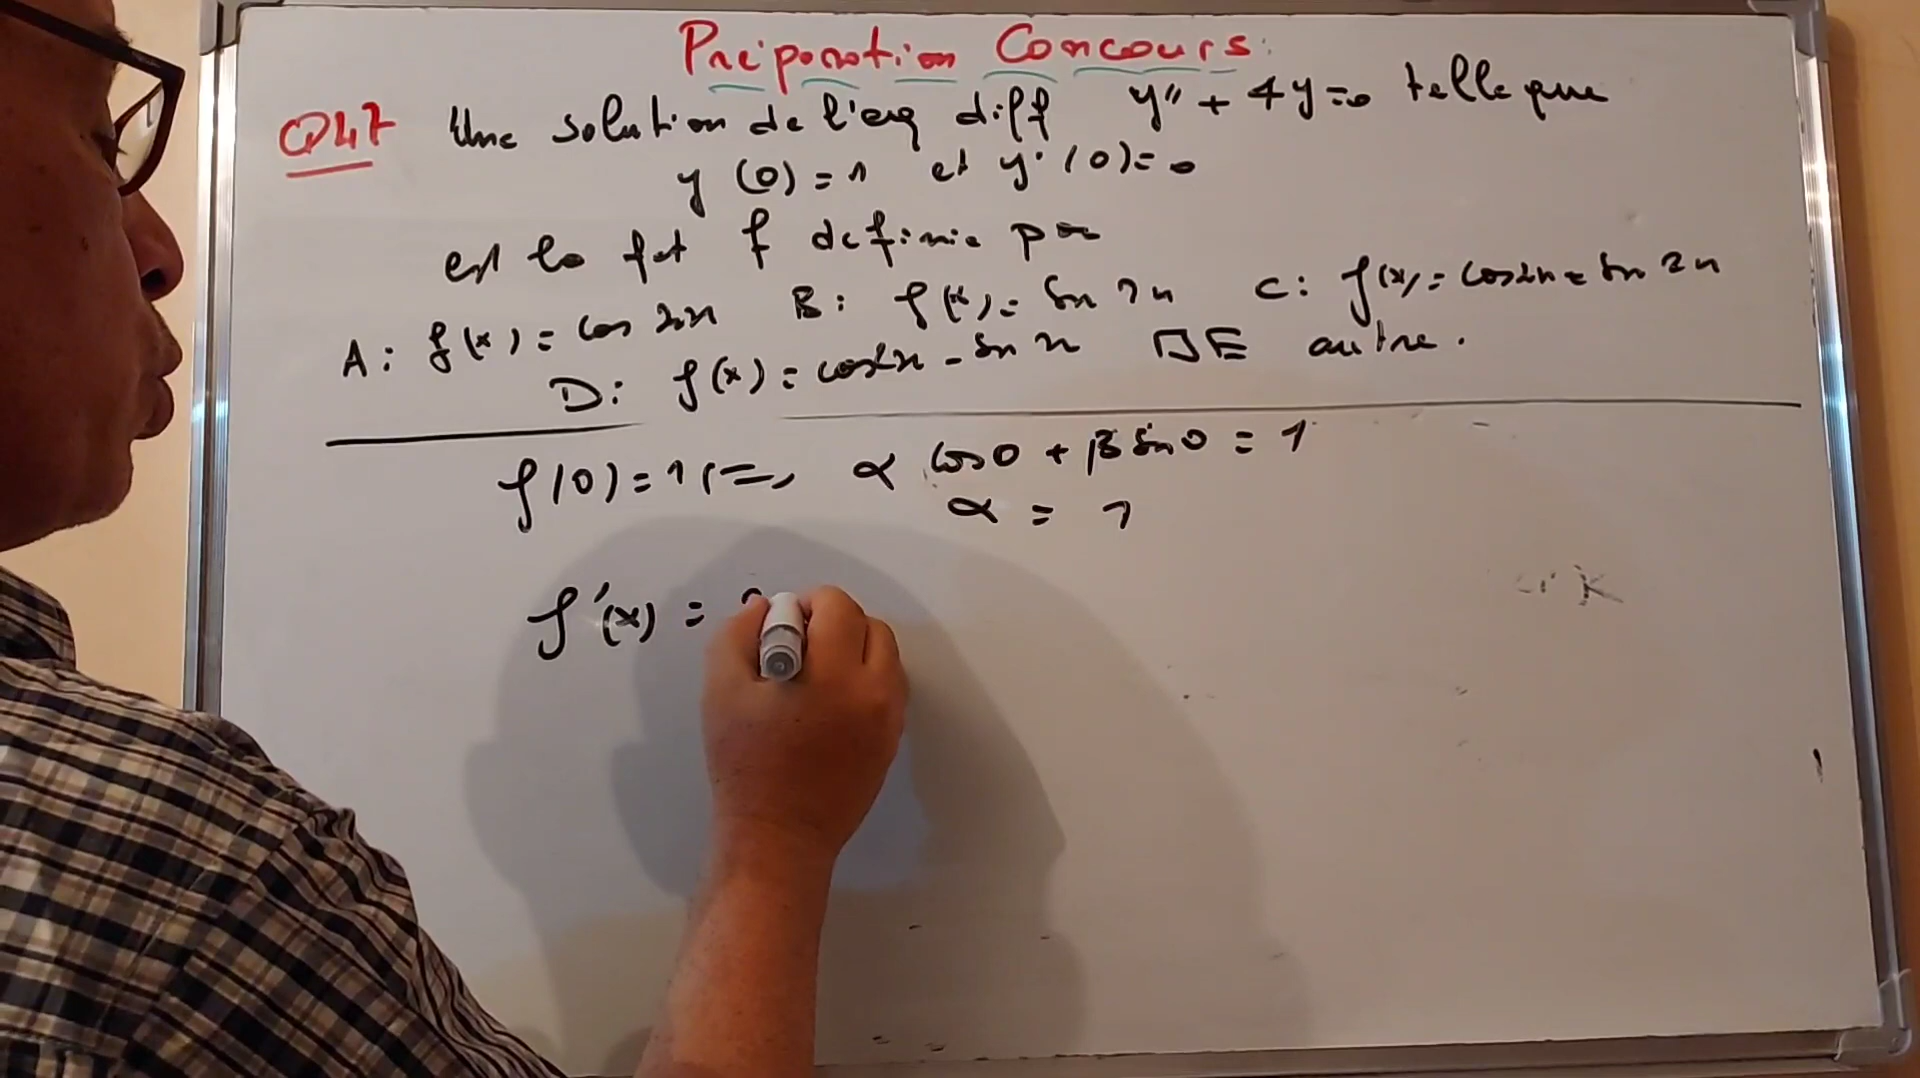 Préparation Concours:
Q47 Une solution de l'eq diff y'' + 4y = 0 telle que
y (0) = 1 et y' (0) = 0
est la fct f definie par
A: f(x) = cos 2x B: f(x) = sin 2x C: f(x) = cos2x = sin 2x
D: f(x) = cos2x - sin x E autre.
f(0) = 1 <=> α cos0 + β sin0 = 1
α = 1
f'(x) =